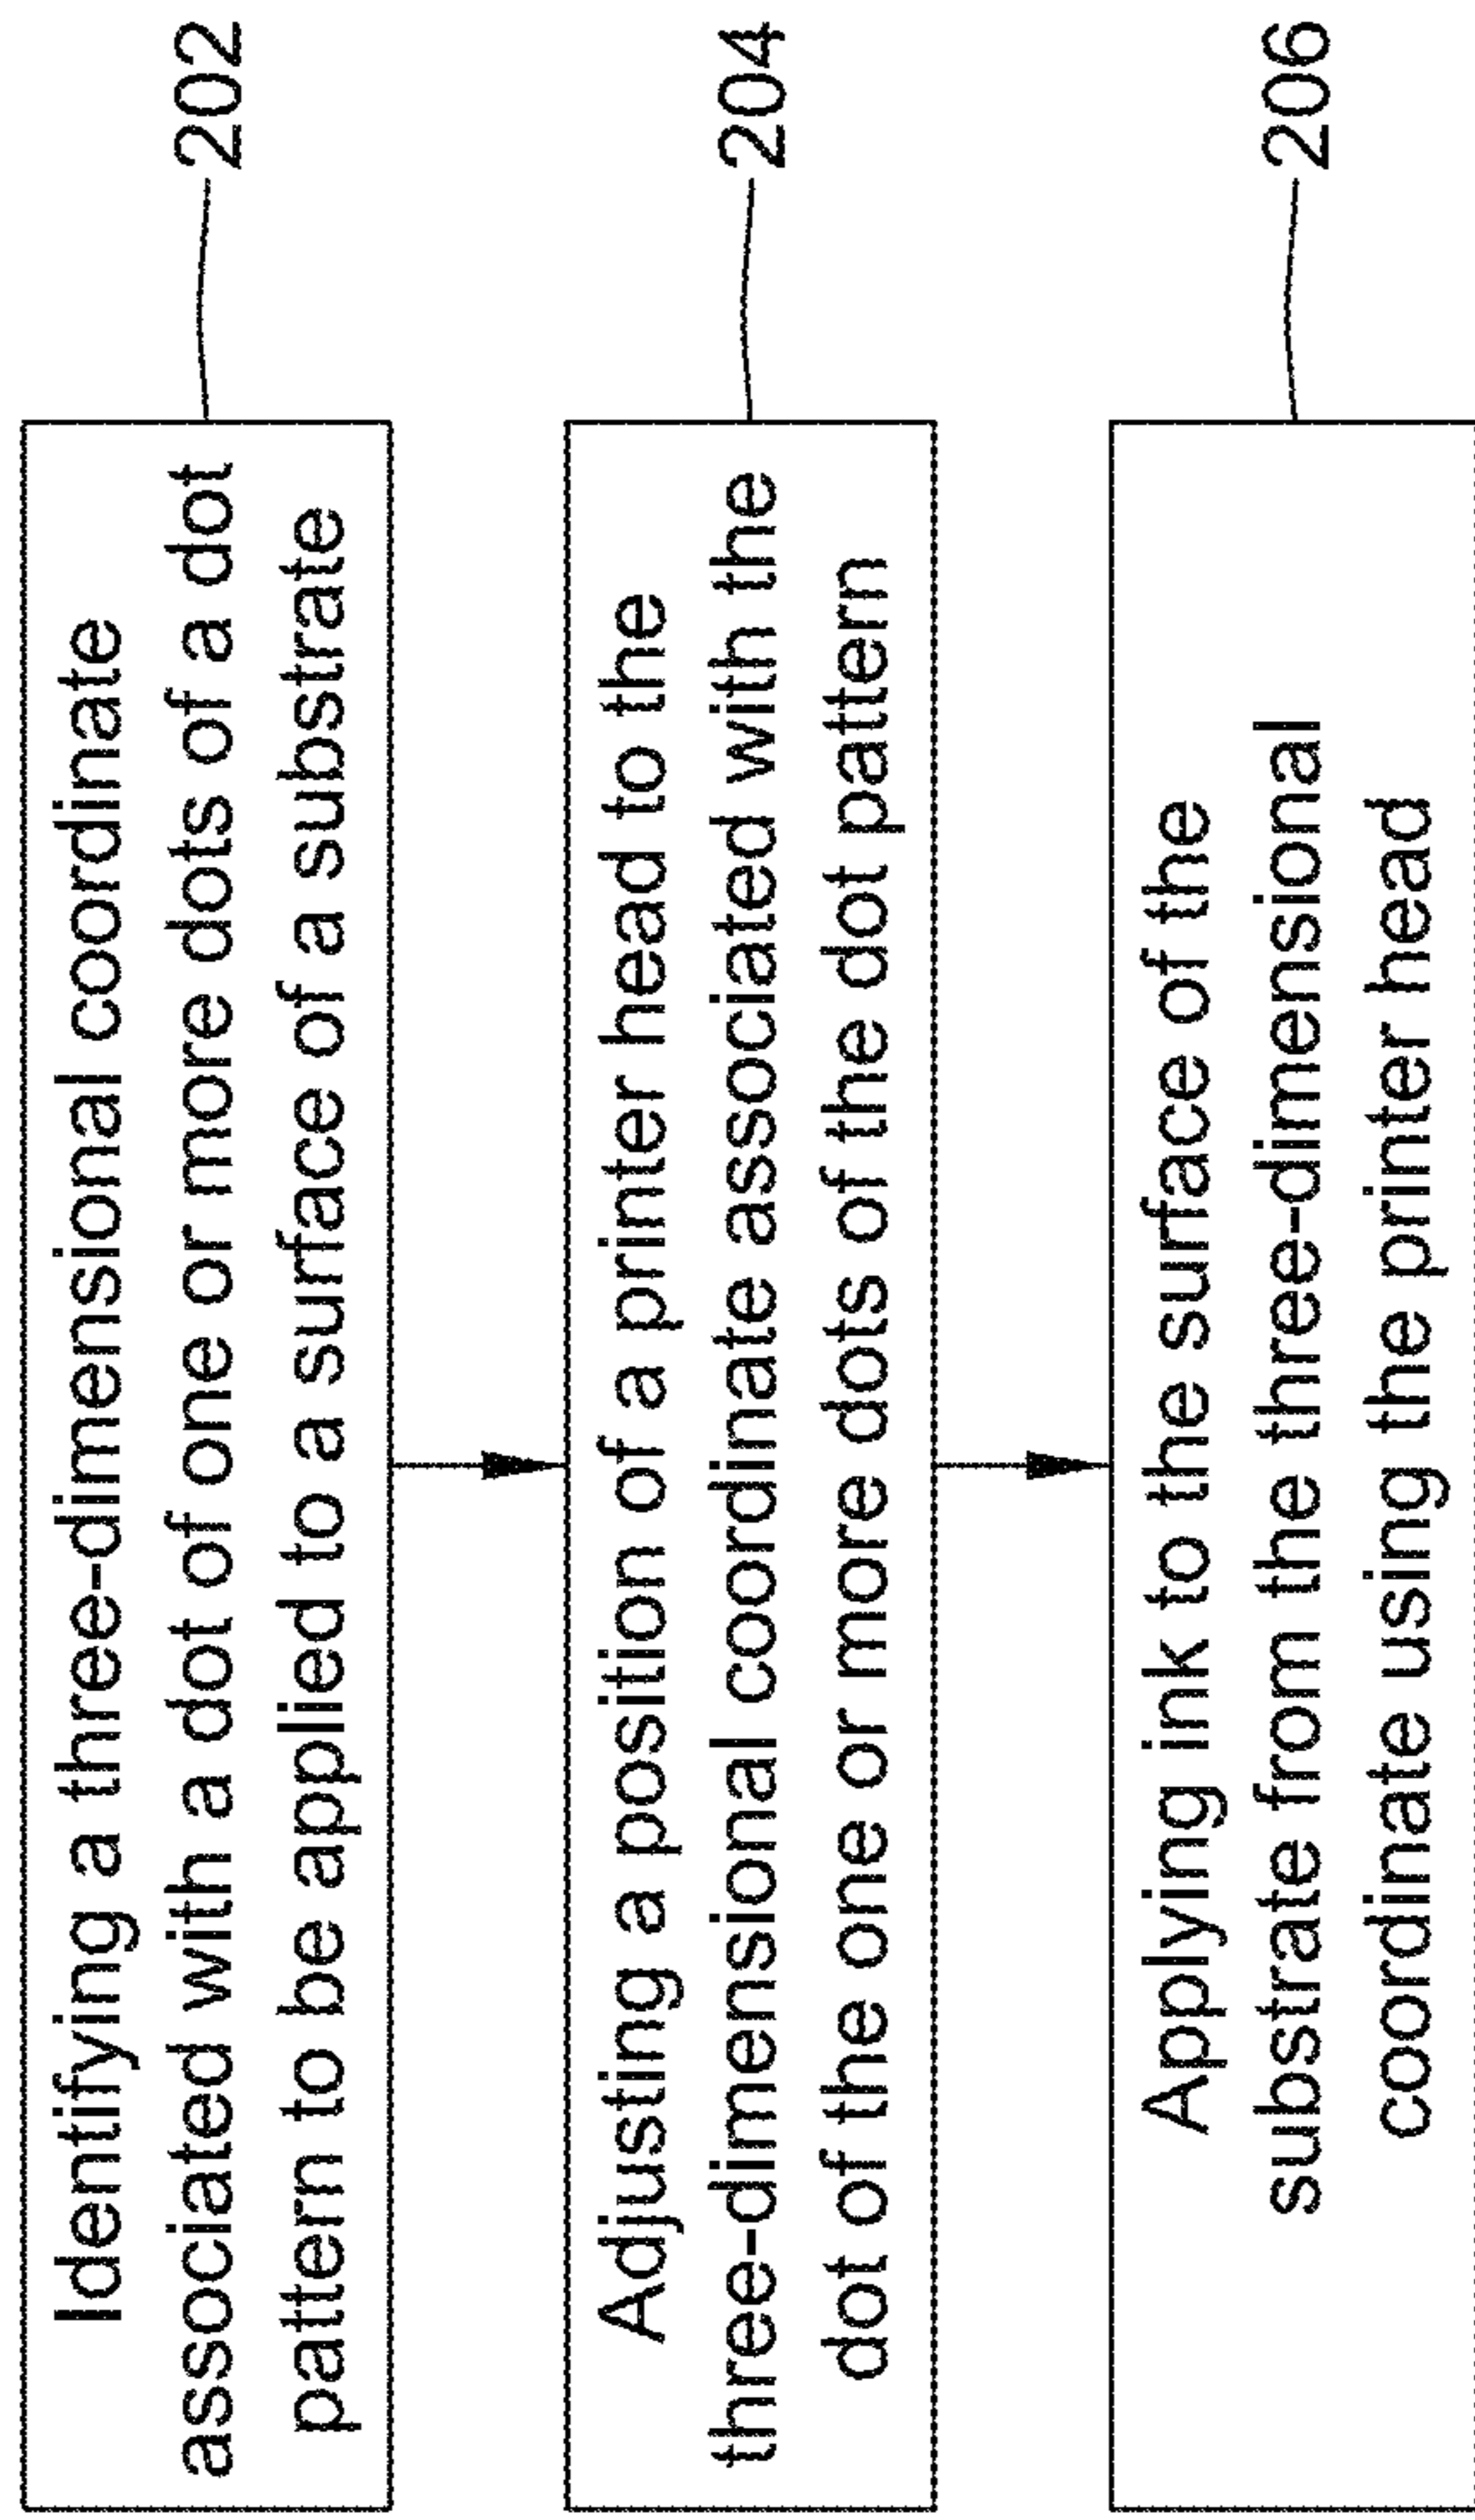 Identifying a three-dimensional coordinate
associated with a dot of one or more dots of a dot
pattern to be applied to a surface of a substrate
202
Adjusting a position of a printer head to the
three-dimensional coordinate associated with the
dot of the one or more dots of the dot pattern
204
Applying ink to the surface of the
substrate from the three-dimensional
coordinate using the printer head
206